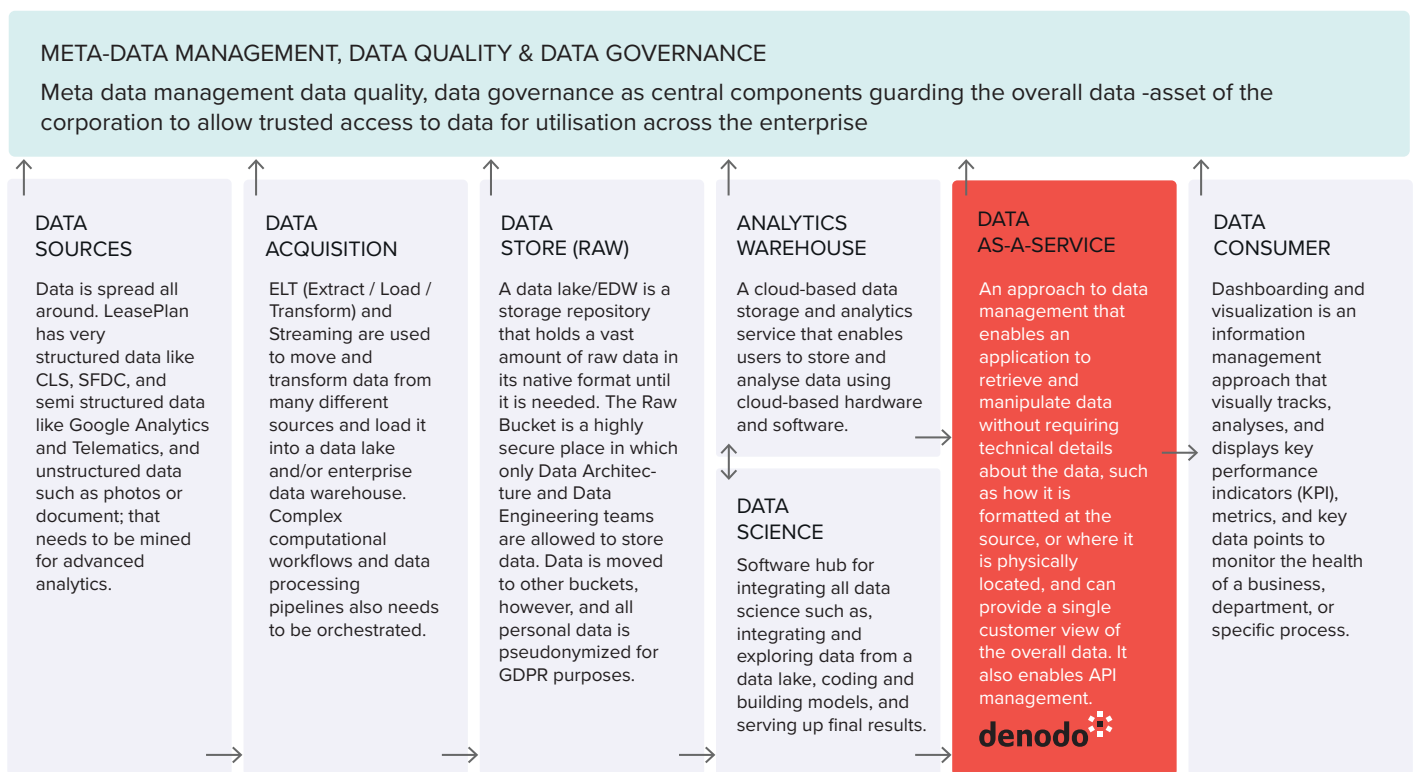 META-DATA MANAGEMENT, DATA QUALITY & DATA GOVERNANCE
Meta data management data quality, data governance as central components guarding the overall data -asset of the
corporation to allow trusted access to data for utilisation across the enterprise
DATA
SOURCES
Data is spread all
around. LeasePlan
has very
structured data like
CLS, SFDC, and
semi structured data
like Google Analytics
and Telematics, and
unstructured data
such as photos or
document; that
needs to be mined
for advanced
analytics.
DATA
ACQUISITION
ELT (Extract / Load /
Transform) and
Streaming are used
to move and
transform data from
many different
sources and load it
into a data lake
and/or enterprise
data warehouse.
Complex
computational
workflows and data
processing
pipelines also needs
to be orchestrated.
DATA
STORE (RAW)
A data lake/EDW is a
storage repository
that holds a vast
amount of raw data in
its native format until
it is needed. The Raw
Bucket is a highly
secure place in which
only Data Architec-
ture and Data
Engineering teams
are allowed to store
data. Data is moved
to other buckets,
however, and all
personal data is
pseudonymized for
GDPR purposes.
ANALYTICS
WAREHOUSE
A cloud-based data
storage and analytics
service that enables
users to store and
analyse data using
cloud-based hardware
and software.
DATA
SCIENCE
Software hub for
integrating all data
science such as,
integrating and
exploring data from a
data lake, coding and
building models, and
serving up final results.
DATA
AS-A-SERVICE
An approach to data
management that
enables an
application to
retrieve and
manipulate data
without requiring
technical details
about the data, such
as how it is
formatted at the
source, or where it
is physically
located, and can
provide a single
customer view of
the overall data. It
also enables API
management.
denodo
DATA
CONSUMER
Dashboarding and
visualization is an
information
management
approach that
visually tracks,
analyses, and
displays key
performance
indicators (KPI),
metrics, and key
data points to
monitor the health
of a business,
department, or
specific process.